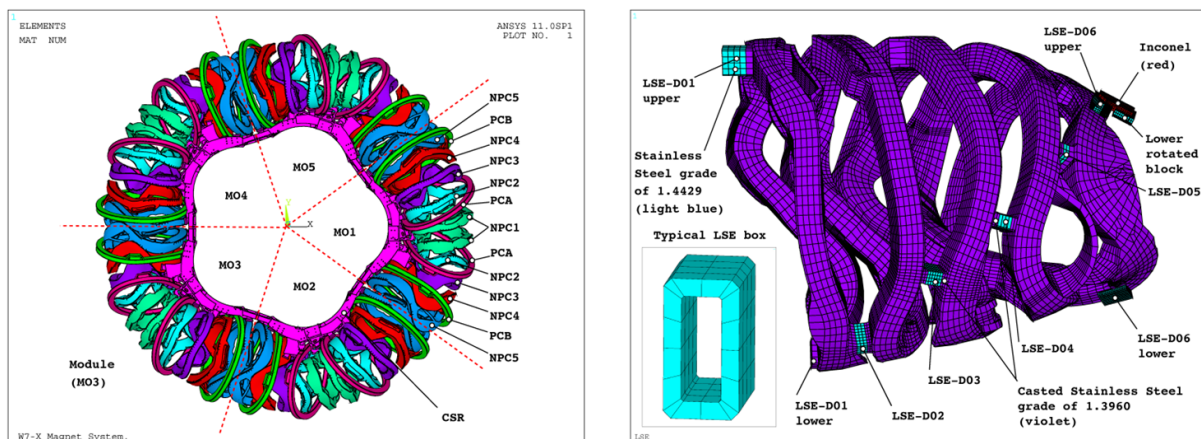 1
ELEMENTS
MAT NUM
ANSYS 11.0SP1
PLOT NO. 1
NPC5
PCB
NPC4
NPC3
NPC2
PCA
NPC1
PCA
NPC2
NPC3
NPC4
PCB
NPC5
MO5
MO4
MO1
MO3
MO2
Y
X
Module
(MO3)
CSR
W7-X Magnet System.
1
LSE-D06
upper
Inconel
(red)
LSE-D01
upper
Lower
rotated
block
Stainless
Steel grade
of 1.4429
(light blue)
LSE-D05
Typical LSE box
LSE-D04
LSE-D06
lower
LSE-D03
LSE-D01
lower
LSE-D02
Casted Stainless Steel
grade of 1.3960
(violet)
LSE